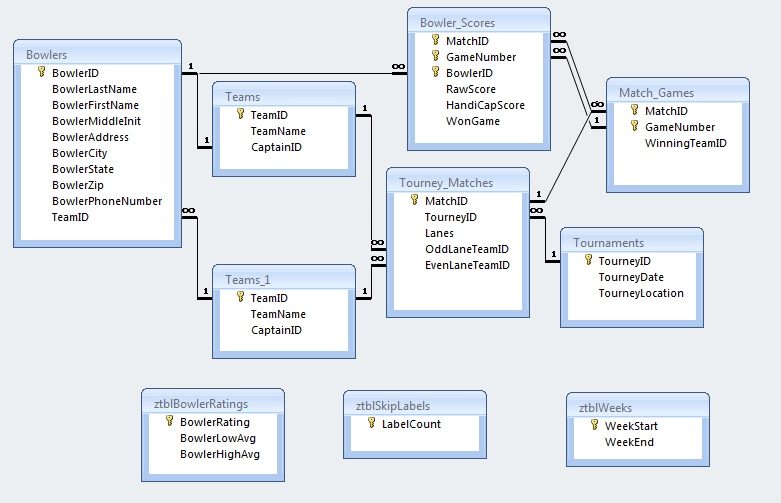 Bowlers
BowlerID
BowlerLastName
BowlerFirstName
BowlerMiddleInit
BowlerAddress
BowlerCity
BowlerState
BowlerZip
BowlerPhoneNumber
TeamID
1
1
∞
1
∞
Teams
TeamID
TeamName
CaptainID
1
Teams_1
TeamID
TeamName
CaptainID
1
∞
∞
Bowler_Scores
MatchID
GameNumber
BowlerID
RawScore
HandiCapScore
WonGame
∞
∞
∞
1
Match_Games
MatchID
GameNumber
WinningTeamID
Tourney_Matches
MatchID
TourneyID
Lanes
OddLaneTeamID
EvenLaneTeamID
1
∞
1
Tournaments
TourneyID
TourneyDate
TourneyLocation
ztblBowlerRatings
BowlerRating
BowlerLowAvg
BowlerHighAvg
ztblSkipLabels
LabelCount
ztblWeeks
WeekStart
WeekEnd